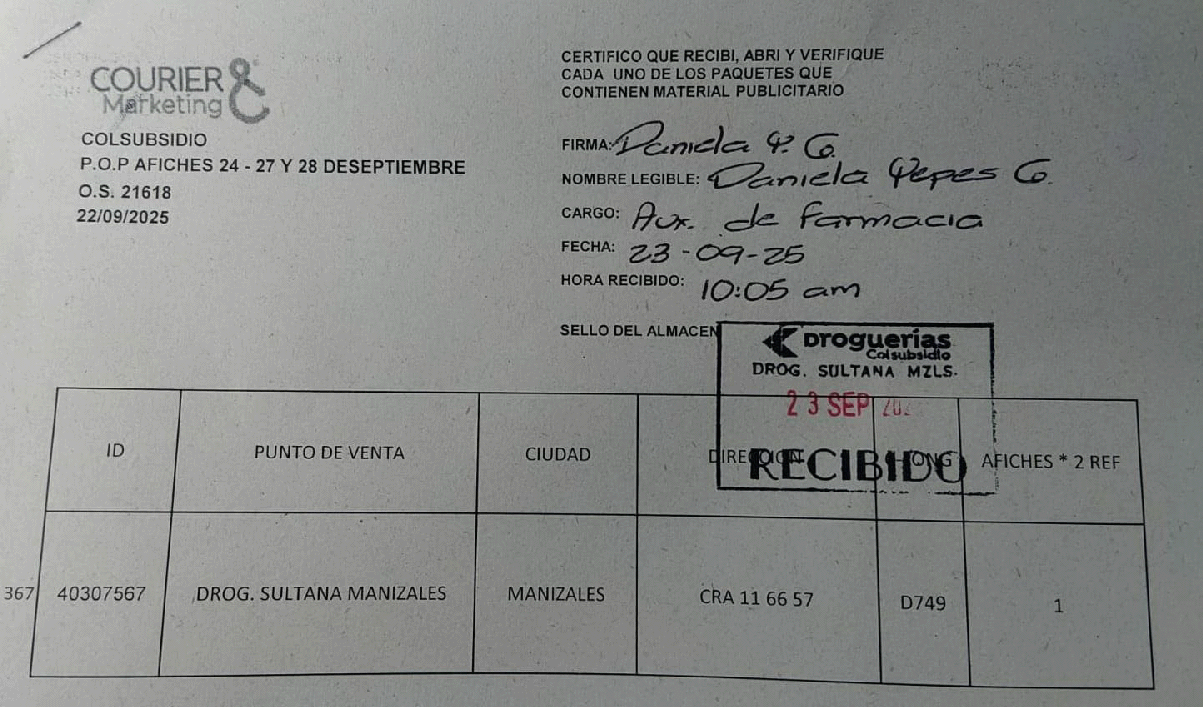 COURIER &
Marketing
COLSUBSIDIO
P.O.P AFICHES 24 - 27 Y 28 DESEPTIEMBRE
O.S. 21618
22/09/2025
CERTIFICO QUE RECIBI, ABRI Y VERIFIQUE
CADA UNO DE LOS PAQUETES QUE
CONTIENEN MATERIAL PUBLICITARIO
FIRMA: Daniela Y. G.
NOMBRE LEGIBLE: Daniela Yepes G.
CARGO: Aux. de Farmacia
FECHA: 23-09-25
HORA RECIBIDO: 10:05 am
SELLO DEL ALMACEN
Droguerías
Colsubsidio
DROG. SULTANA MZLS.
23 SEP
RECIBIDO
ID PUNTO DE VENTA CIUDAD DIRECCION AFICHES * 2 REF
367 40307567 DROG. SULTANA MANIZALES MANIZALES CRA 11 66 57 D749 1